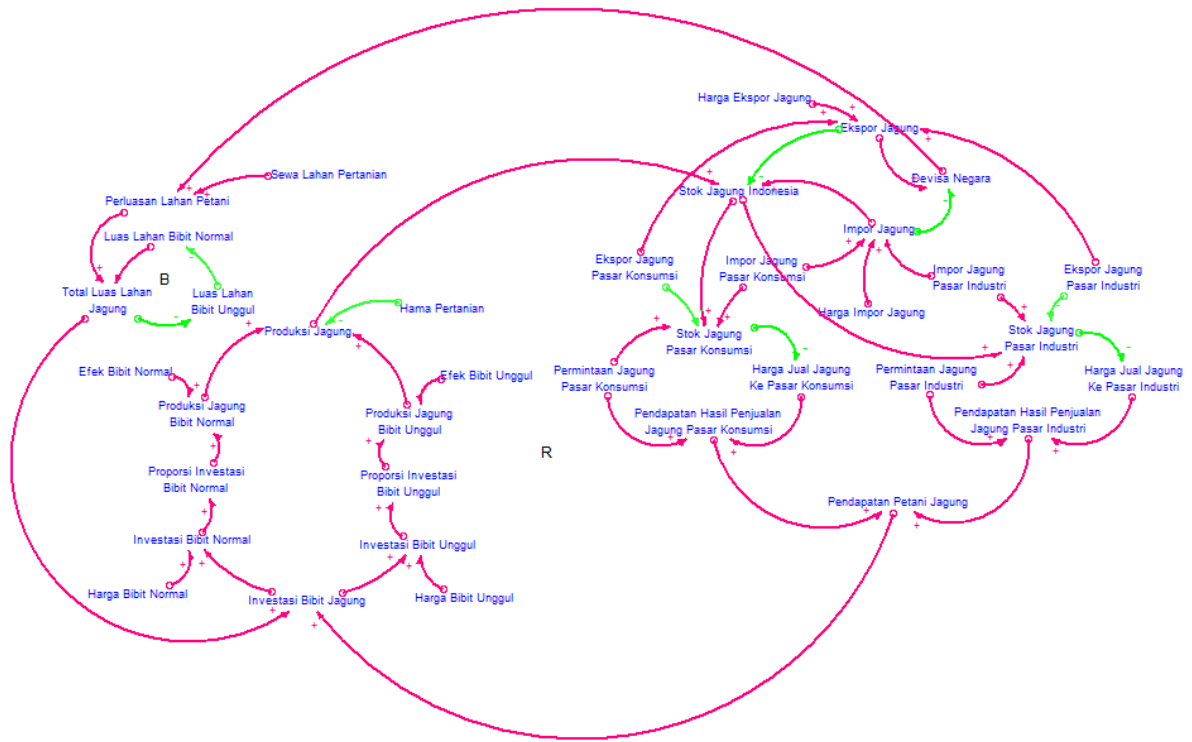 Harga Ekspor Jagung
Ekspor Jagung
Sewa Lahan Pertanian
Devisa Negara
Stok Jagung Indonesia
Perluasan Lahan Petani
Impor Jagung
Luas Lahan Bibit Normal
Ekspor Jagung
Pasar Konsumsi
Impor Jagung
Pasar Konsumsi
Impor Jagung
Pasar Industri
Ekspor Jagung
Pasar Industri
B
Total Luas Lahan
Jagung
Luas Lahan
Bibit Unggul
Hama Pertanian
Harga Impor Jagung
Produksi Jagung
Stok Jagung
Pasar Konsumsi
Stok Jagung
Pasar Industri
Efek Bibit Normal
Efek Bibit Unggul
Permintaan Jagung
Pasar Konsumsi
Harga Jual Jagung
Ke Pasar Konsumsi
Permintaan Jagung
Pasar Industri
Harga Jual Jagung
Ke Pasar Industri
Produksi Jagung
Bibit Normal
Produksi Jagung
Bibit Unggul
Pendapatan Hasil Penjualan
Jagung Pasar Konsumsi
Pendapatan Hasil Penjualan
Jagung Pasar Industri
R
Proporsi Investasi
Bibit Normal
Proporsi Investasi
Bibit Unggul
Pendapatan Petani Jagung
Investasi Bibit Normal
Investasi Bibit Unggul
Harga Bibit Normal
Investasi Bibit Jagung
Harga Bibit Unggul